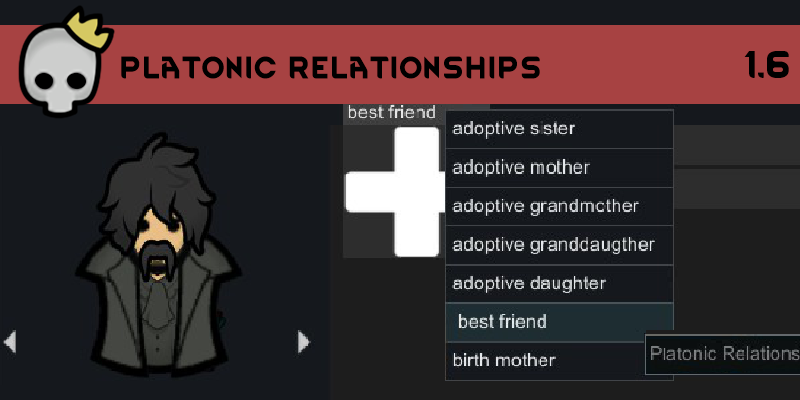 PLATONIC RELATIONSHIPS
1.6
best friend
adoptive sister
adoptive mother
adoptive grandmcther
adoptive granddaugther
adoptive daughter
best friend
birth mother
Platonic Relations